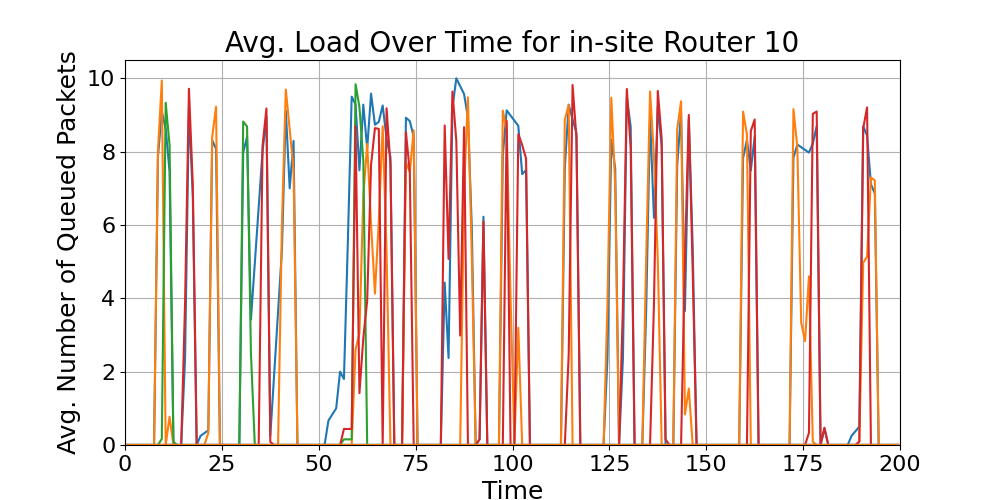 Avg. Load Over Time for in-site Router 10
Avg. Number of Queued Packets
10
8
6
4
2
0
0 25 50 75 100 125 150 175 200
Time